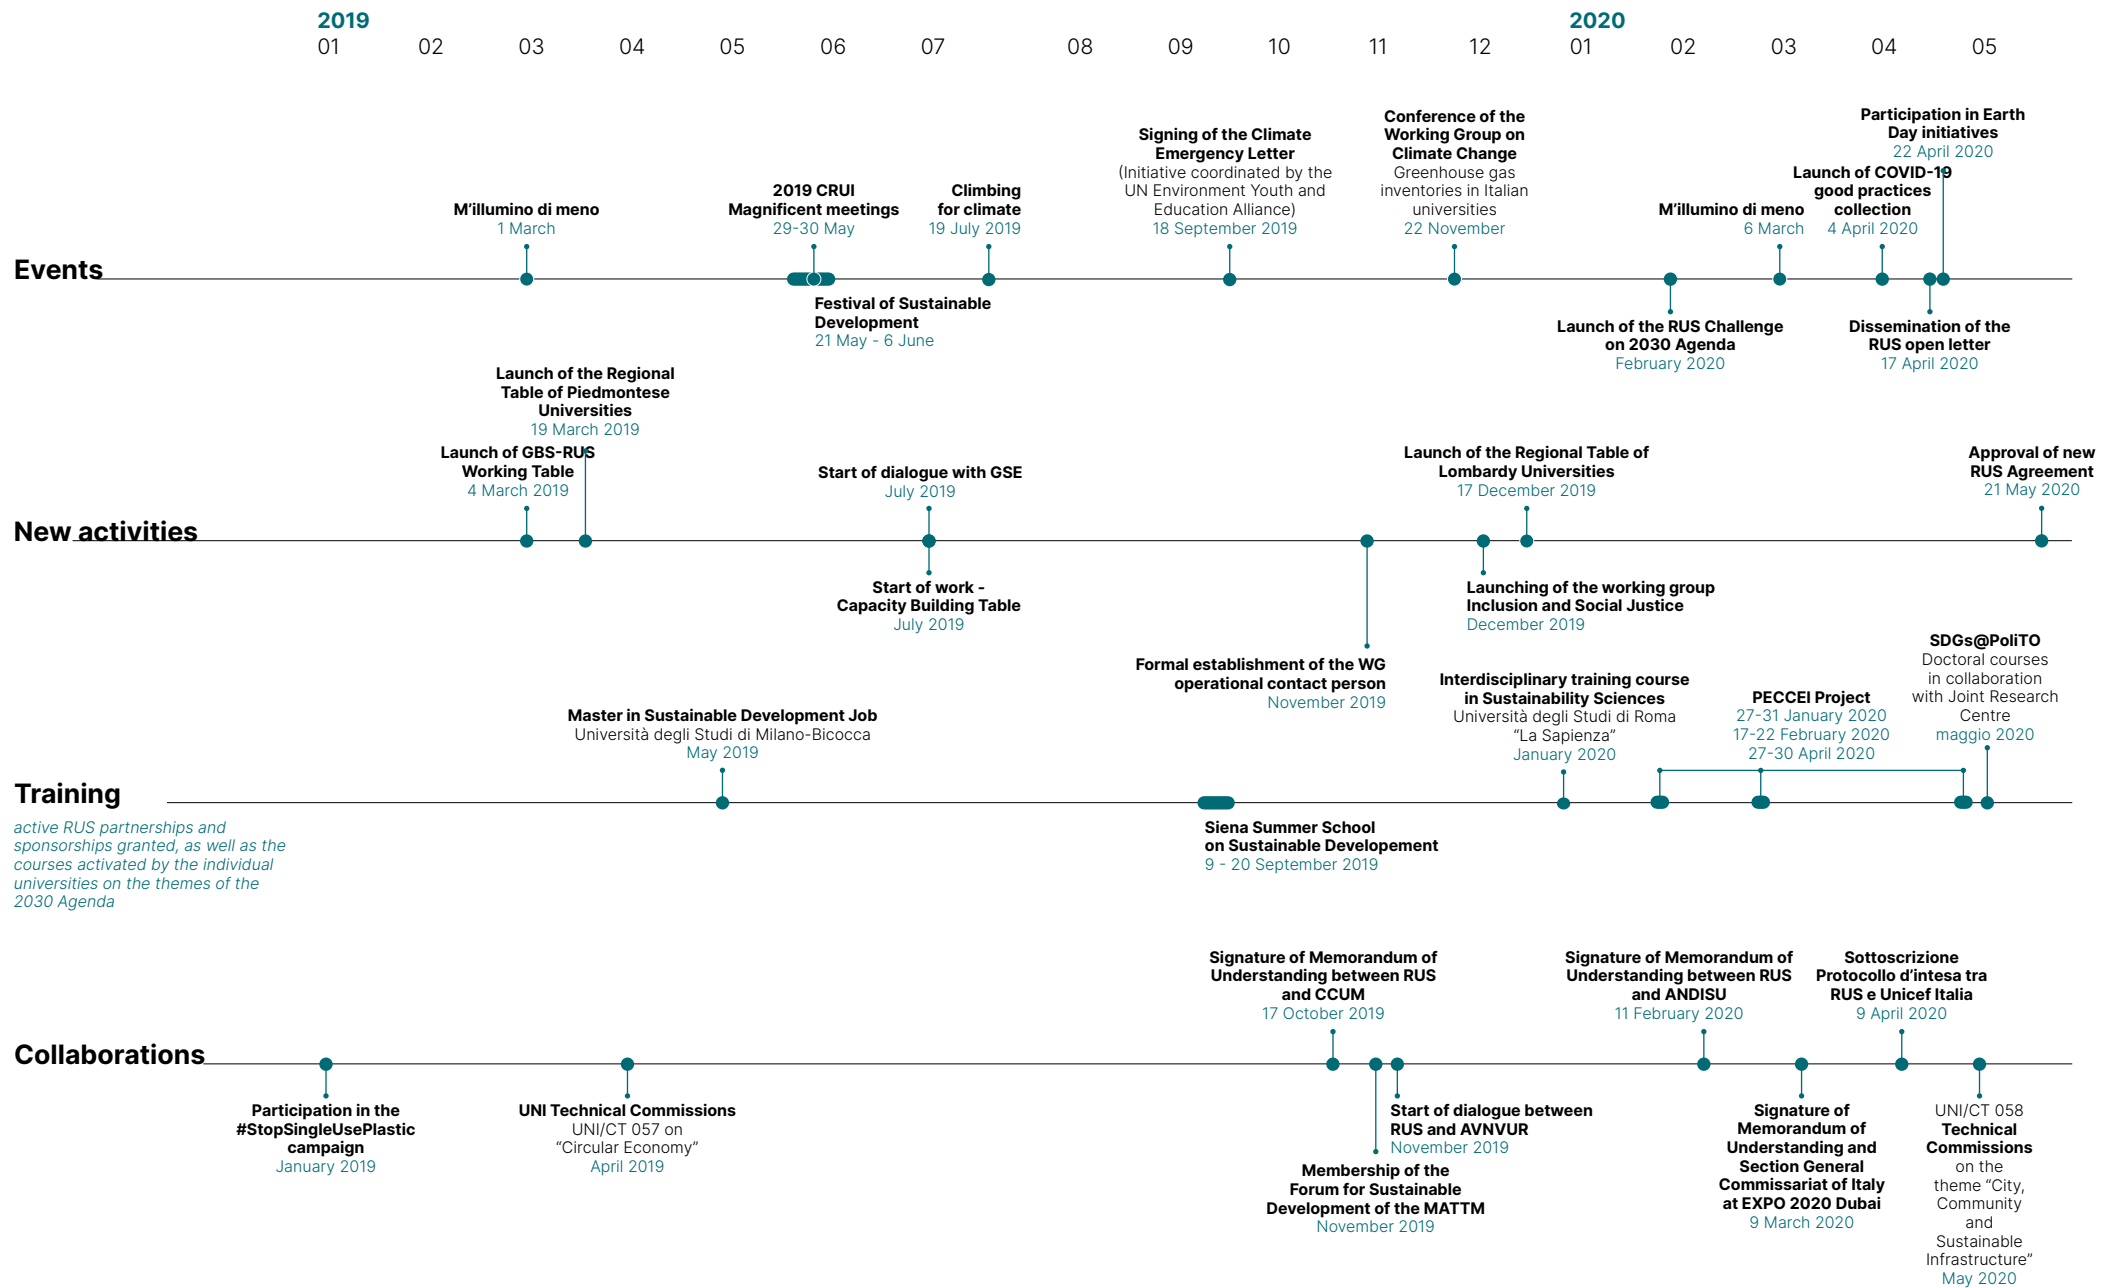 2019
2020
01
02
03
04
05
06
07
08
09
10
11
12
01
02
03
04
05
Events
M'illumino di meno
1 March
2019 CRUI
Magnificent meetings
29-30 May
Festival of Sustainable
Development
21 May - 6 June
Climbing
for climate
19 July 2019
Signing of the Climate
Emergency Letter
(Initiative coordinated by the
UN Environment Youth and
Education Alliance)
18 September 2019
Conference of the
Working Group on
Climate Change
Greenhouse gas
inventories in Italian
universities
22 November
Launch of the RUS Challenge
on 2030 Agenda
February 2020
M'illumino di meno
6 March
Launch of COVID-19
good practices
collection
4 April 2020
Dissemination of the
RUS open letter
17 April 2020
Participation in Earth
Day initiatives
22 April 2020
New activities
Launch of GBS-RUS
Working Table
4 March 2019
Launch of the Regional
Table of Piedmontese
Universities
19 March 2019
Start of dialogue with GSE
July 2019
Start of work -
Capacity Building Table
July 2019
Formal establishment of the WG
operational contact person
November 2019
Launching of the working group
Inclusion and Social Justice
December 2019
Launch of the Regional Table of
Lombardy Universities
17 December 2019
Approval of new
RUS Agreement
21 May 2020
Training
active RUS partnerships and
sponsorships granted, as well as the
courses activated by the individual
universities on the themes of the
2030 Agenda
Master in Sustainable Development Job
Università degli Studi di Milano-Bicocca
May 2019
Siena Summer School
on Sustainable Developement
9 - 20 September 2019
Interdisciplinary training course
in Sustainability Sciences
Università degli Studi di Roma
“La Sapienza”
January 2020
PECCEI Project
27-31 January 2020
17-22 February 2020
27-30 April 2020
SDGs@PoliTO
Doctoral courses
in collaboration
with Joint Research
Centre
maggio 2020
Collaborations
Participation in the
#StopSingleUsePlastic
campaign
January 2019
UNI Technical Commissions
UNI/CT 057 on
“Circular Economy”
April 2019
Signature of Memorandum of
Understanding between RUS
and CCUM
17 October 2019
Membership of the
Forum for Sustainable
Development of the MATTM
November 2019
Start of dialogue between
RUS and AVNVUR
November 2019
Signature of Memorandum of
Understanding between RUS
and ANDISU
11 February 2020
Signature of
Memorandum of
Understanding and
Section General
Commissariat of Italy
at EXPO 2020 Dubai
9 March 2020
Sottoscrizione
Protocollo d'intesa tra
RUS e Unicef Italia
9 April 2020
UNI/CT 058
Technical
Commissions
on the
theme “City,
Community
and
Sustainable
Infrastructure”
May 2020